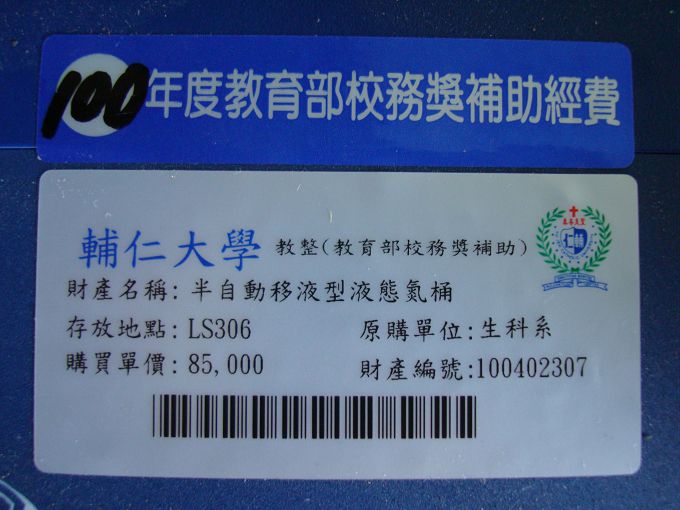 100年度教育部校務獎補助經費
輔仁大學 教整(教育部校務獎補助)
財產名稱: 半自動移液型液態氮桶
存放地點: LS306 原購單位: 生科系
購買單價: 85,000 財產編號:100402307